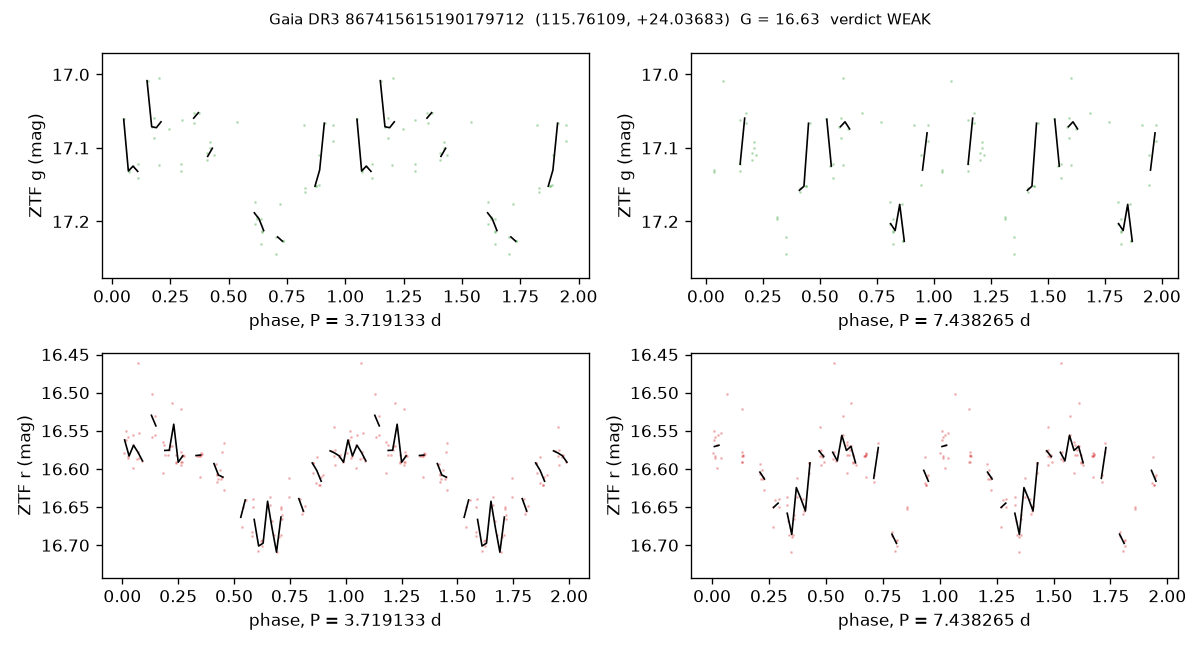 Gaia DR3 867415615190179712 (115.76109, +24.03683) G = 16.63 verdict WEAK
17.0
17.1
17.2
ZTF g (mag)
0.00 0.25 0.50 0.75 1.00 1.25 1.50 1.75 2.00
phase, P = 3.719133 d
17.0
17.1
17.2
ZTF g (mag)
0.00 0.25 0.50 0.75 1.00 1.25 1.50 1.75 2.00
phase, P = 7.438265 d
16.45
16.50
16.55
16.60
16.65
16.70
ZTF r (mag)
0.00 0.25 0.50 0.75 1.00 1.25 1.50 1.75 2.00
phase, P = 3.719133 d
16.45
16.50
16.55
16.60
16.65
16.70
ZTF r (mag)
0.00 0.25 0.50 0.75 1.00 1.25 1.50 1.75 2.00
phase, P = 7.438265 d